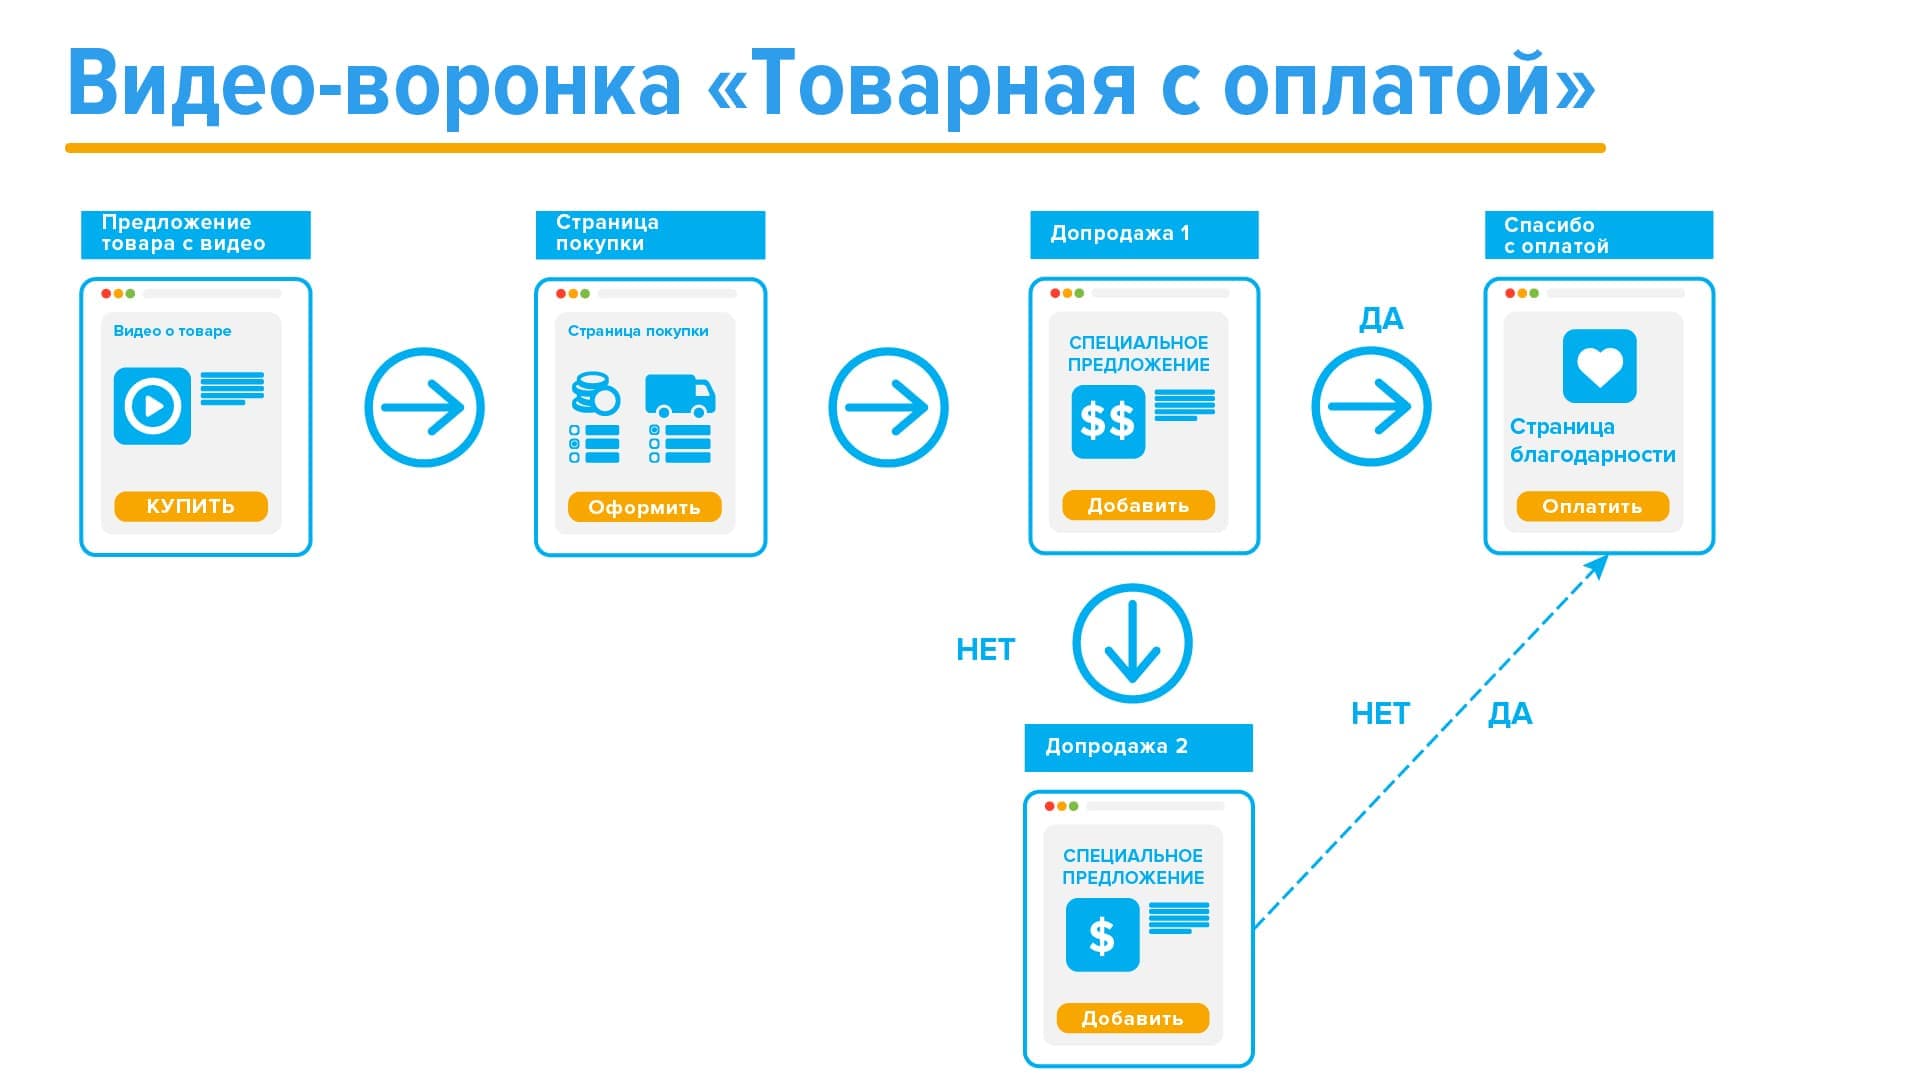 Видео-воронка «Товарная с оплатой»
Предложение
товара с видео
Видео о товаре
КУПИТЬ
Страница
покупки
Страница покупки
Оформить
Допродажа 1
СПЕЦИАЛЬНОЕ
ПРЕДЛОЖЕНИЕ
$$
Добавить
ДА
Спасибо
с оплатой
Страница
благодарности
Оплатить
НЕТ
НЕТ
ДА
Допродажа 2
СПЕЦИАЛЬНОЕ
ПРЕДЛОЖЕНИЕ
$
Добавить